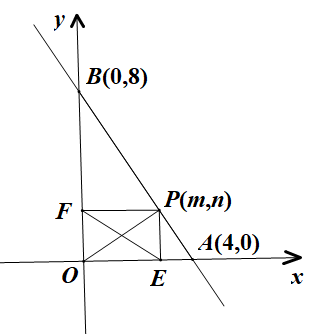 y
B(0,8)
F
P(m,n)
A(4,0)
O
E
x